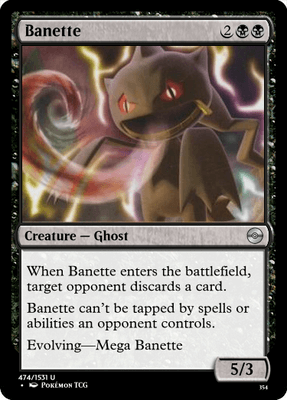 Banette 2
Creature — Ghost
When Banette enters the battlefield,
target opponent discards a card.
Banette can't be tapped by spells or
abilities an opponent controls.
Evolving—Mega Banette
5/3
474/1531 U
• Pokémon TCG
354